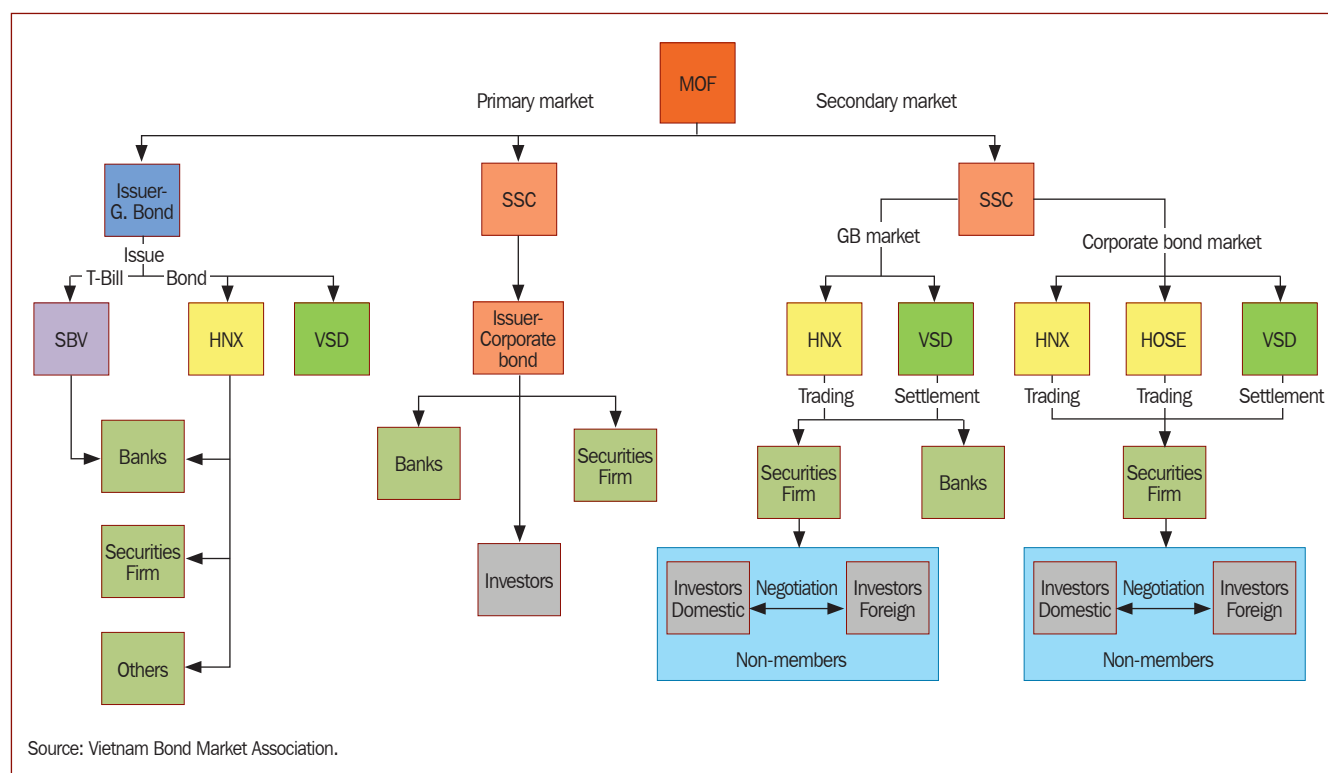 MOF
Primary market
Secondary market
Issuer-
G. Bond
SSC
SSC
Issue
T-Bill
Bond
GB market
Corporate bond market
SBV
HNX
VSD
Issuer-
Corporate
bond
HNX
VSD
HNX
HOSE
VSD
Trading
Settlement
Trading
Trading
Settlement
Banks
Banks
Securities
Firm
Securities
Firm
Banks
Securities
Firm
Securities
Firm
Investors
Investors
Domestic
Negotiation
Investors
Foreign
Non-members
Investors
Domestic
Negotiation
Investors
Foreign
Non-members
Others
Source: Vietnam Bond Market Association.